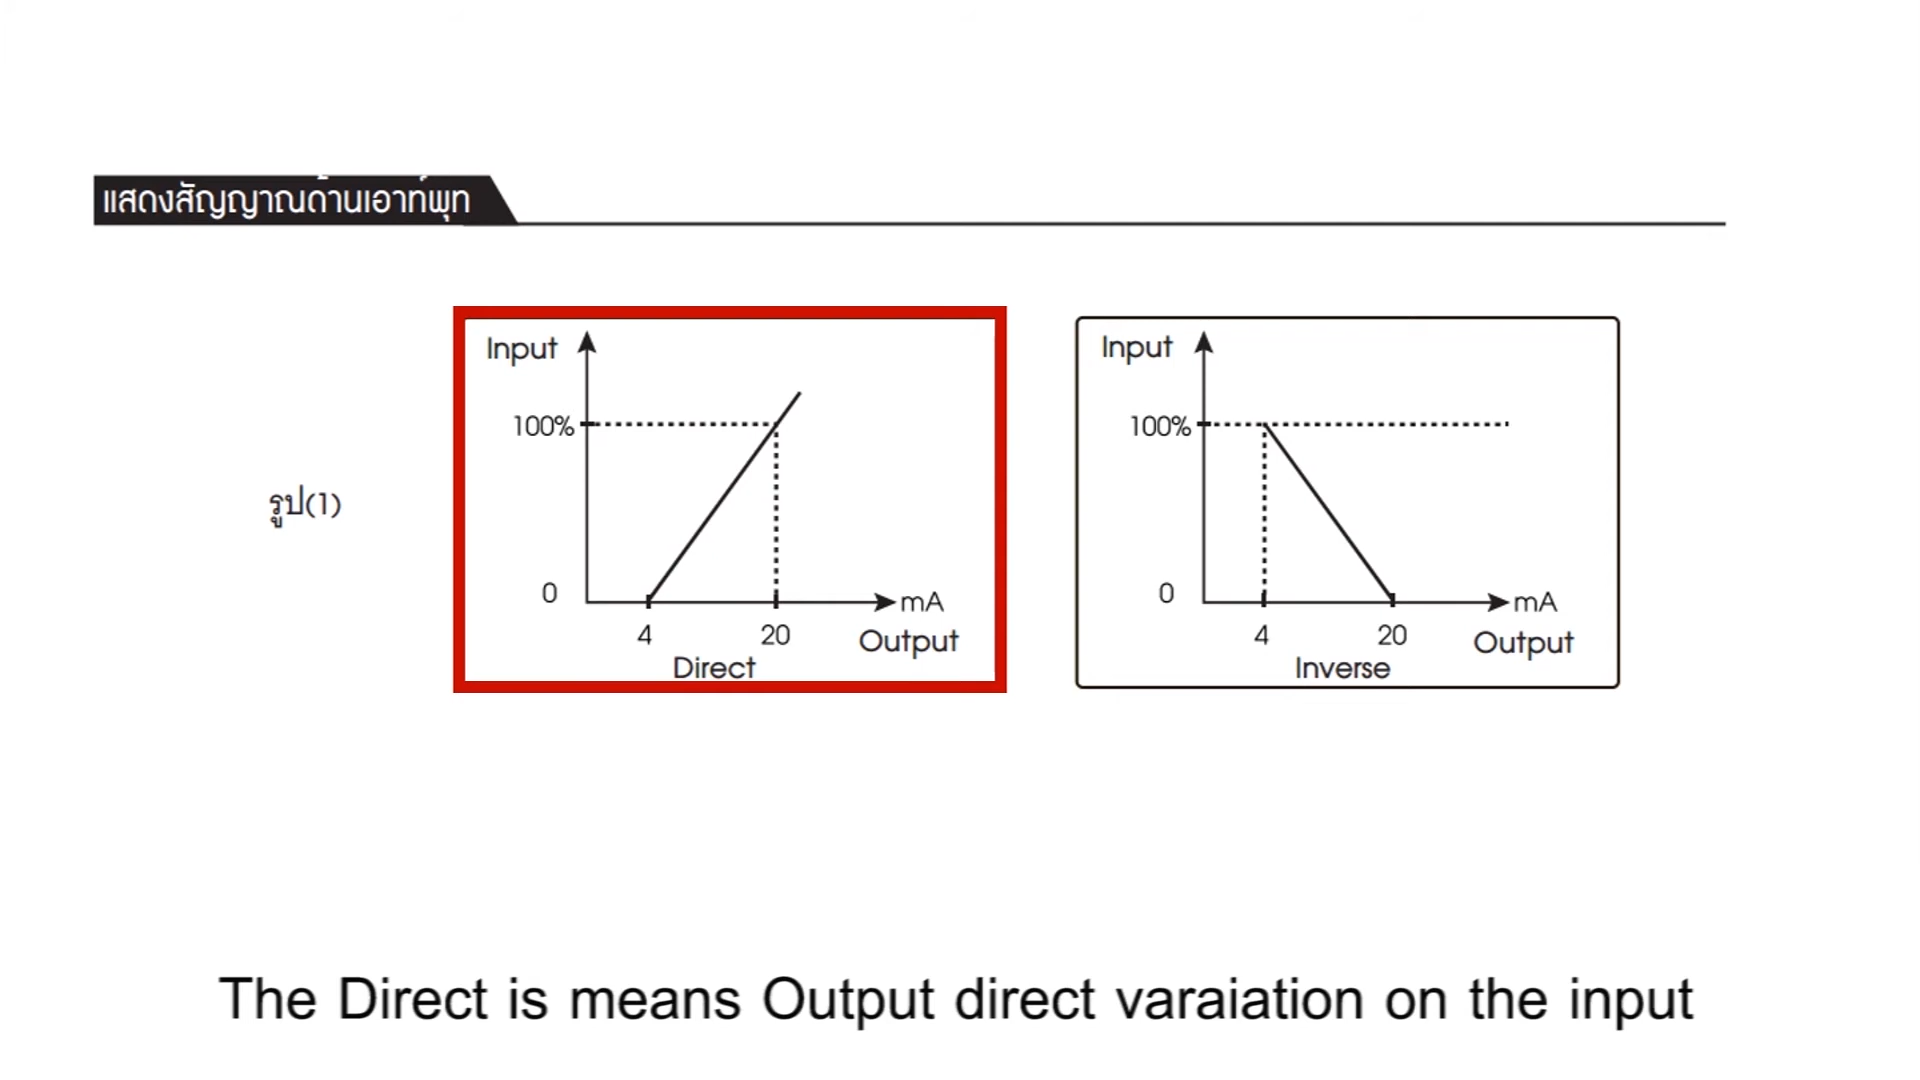 แสดงสัญญาณด้านเอาท์พุท
รูป(1)
Input
100%
0
4
20
mA
Output
Direct
Input
100%
0
4
20
mA
Output
Inverse
The Direct is means Output direct varaiation on the input